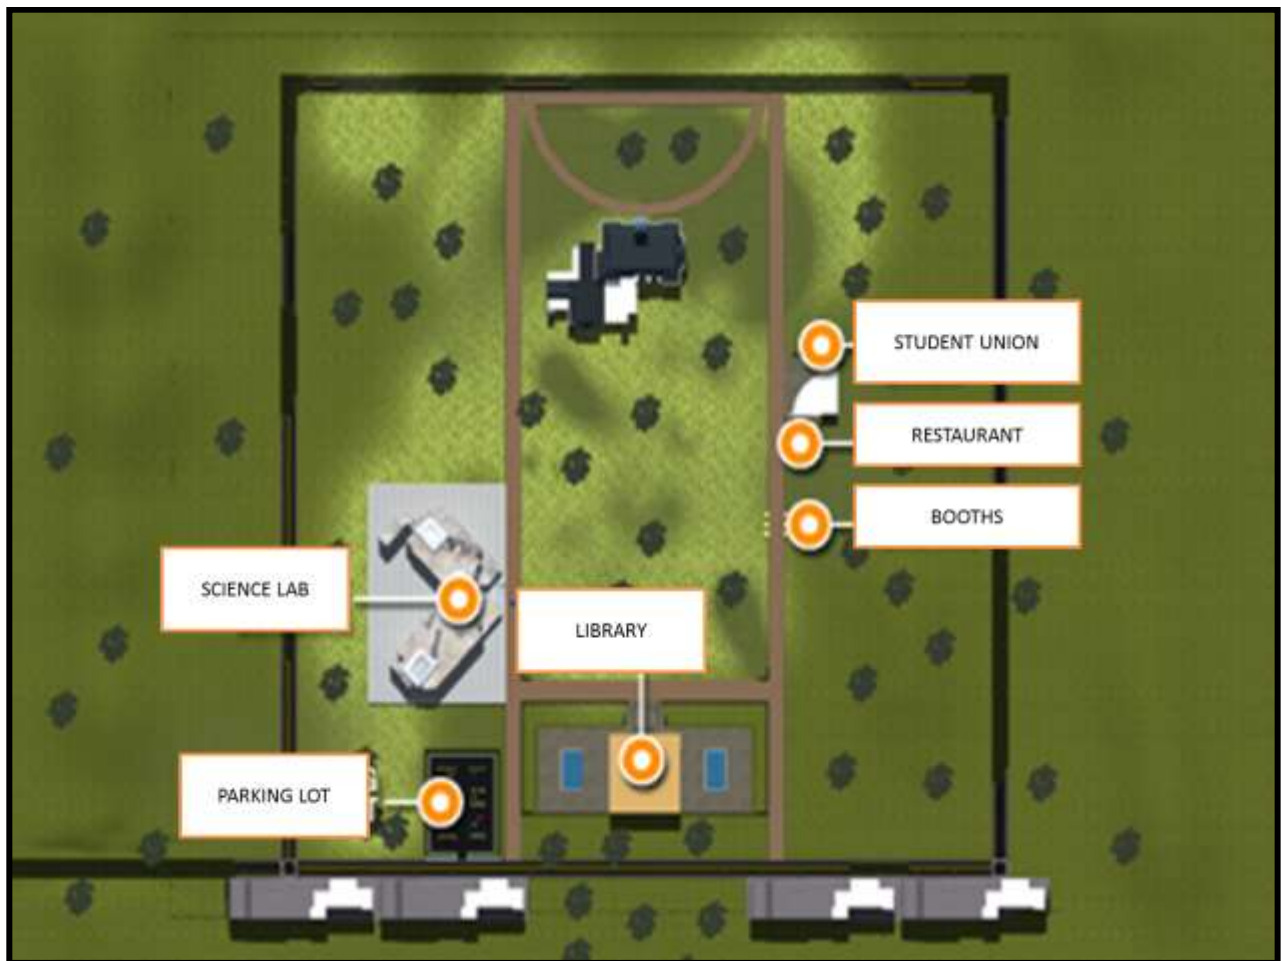 STUDENT UNION
RESTAURANT
BOOTHS
SCIENCE LAB
LIBRARY
PARKING LOT